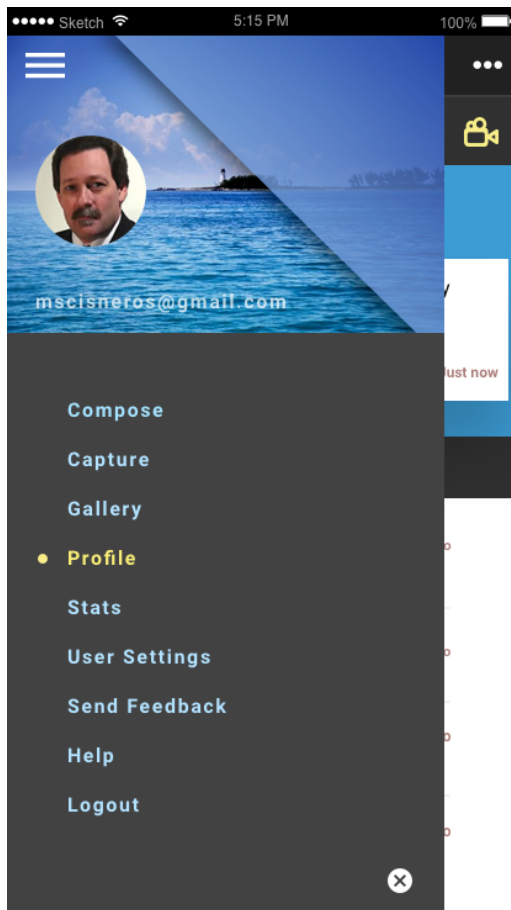 Sketch 5:15 PM 100%
mscisneros@gmail.com
Just now
Compose
Capture
Gallery
Profile
Stats
User Settings
Send Feedback
Help
Logout